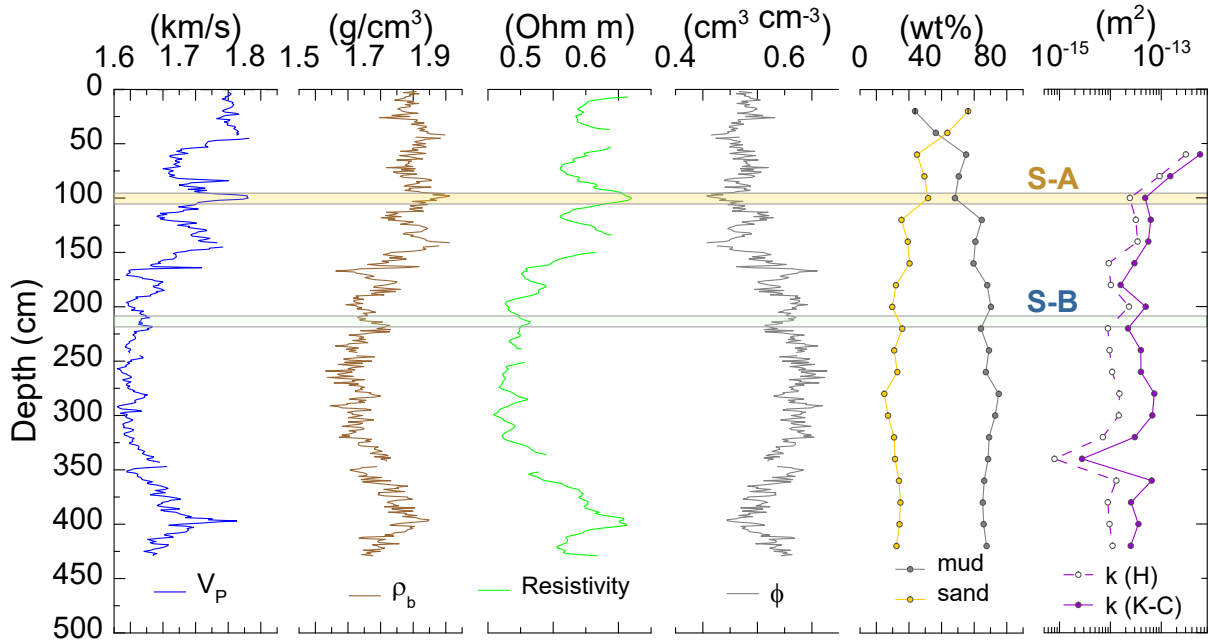 (km/s) (g/cm³) (Ohm m) (cm³ cm⁻³) (wt%) (m²)
1.6 1.7 1.8 1.5 1.7 1.9 0.5 0.6 0.4 0.6 0 40 80 10⁻¹⁵ 10⁻¹³
0
50
100
150
200
250
300
350
400
450
500
Depth (cm)
S-A
S-B
V_P
ρ_b
Resistivity
ϕ
mud
sand
k (H)
k (K-C)